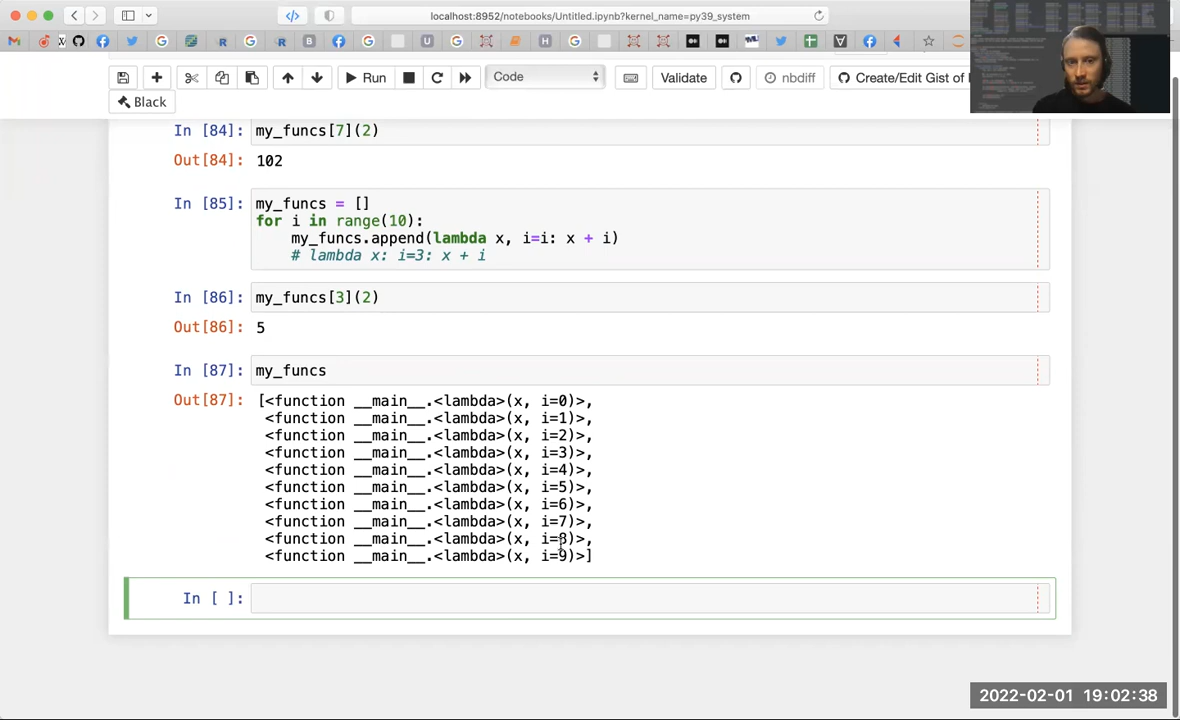 localhost:8952/notebooks/Untitled.ipynb?kernel_name=py39_system
Run
Code
Validate
nbdiff
Create/Edit Gist of
Black
In [84]: my_funcs[7](2)
Out[84]: 102
In [85]: my_funcs = []
for i in range(10):
my_funcs.append(lambda x, i=i: x + i)
# lambda x: i=3: x + i
In [86]: my_funcs[3](2)
Out[86]: 5
In [87]: my_funcs
Out[87]: [<function __main__.<lambda>(x, i=0)>,
<function __main__.<lambda>(x, i=1)>,
<function __main__.<lambda>(x, i=2)>,
<function __main__.<lambda>(x, i=3)>,
<function __main__.<lambda>(x, i=4)>,
<function __main__.<lambda>(x, i=5)>,
<function __main__.<lambda>(x, i=6)>,
<function __main__.<lambda>(x, i=7)>,
<function __main__.<lambda>(x, i=8)>,
<function __main__.<lambda>(x, i=9)>]
In [ ]:
2022-02-01 19:02:38